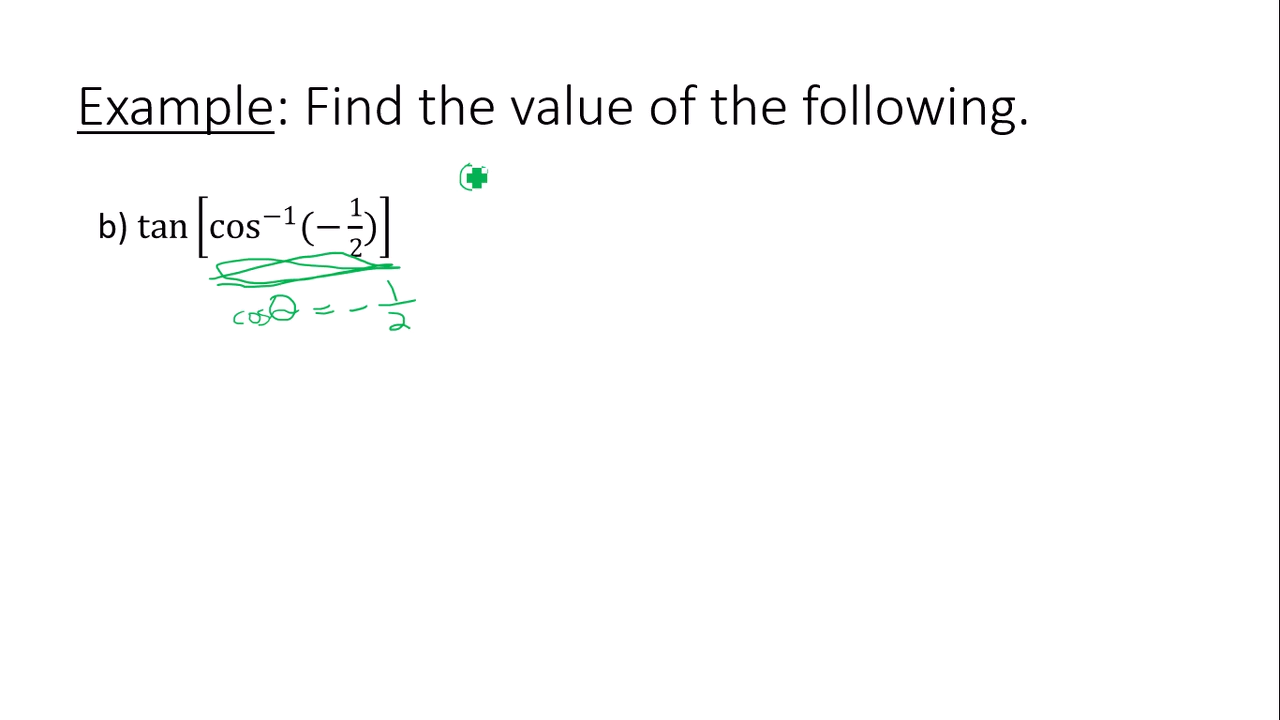 Example: Find the value of the following.
b) tan [cos⁻¹(−1/2)]
cosθ = − 1/2